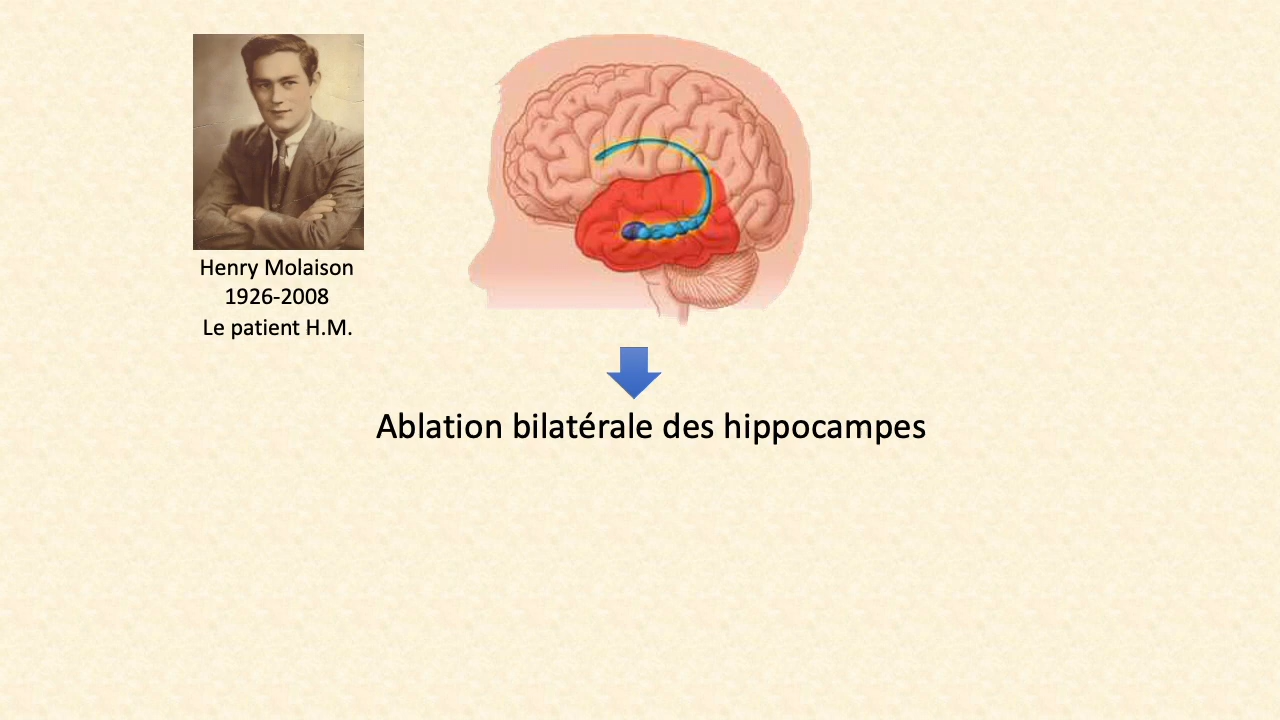 Henry Molaison
1926-2008
Le patient H.M.
Ablation bilatérale des hippocampes